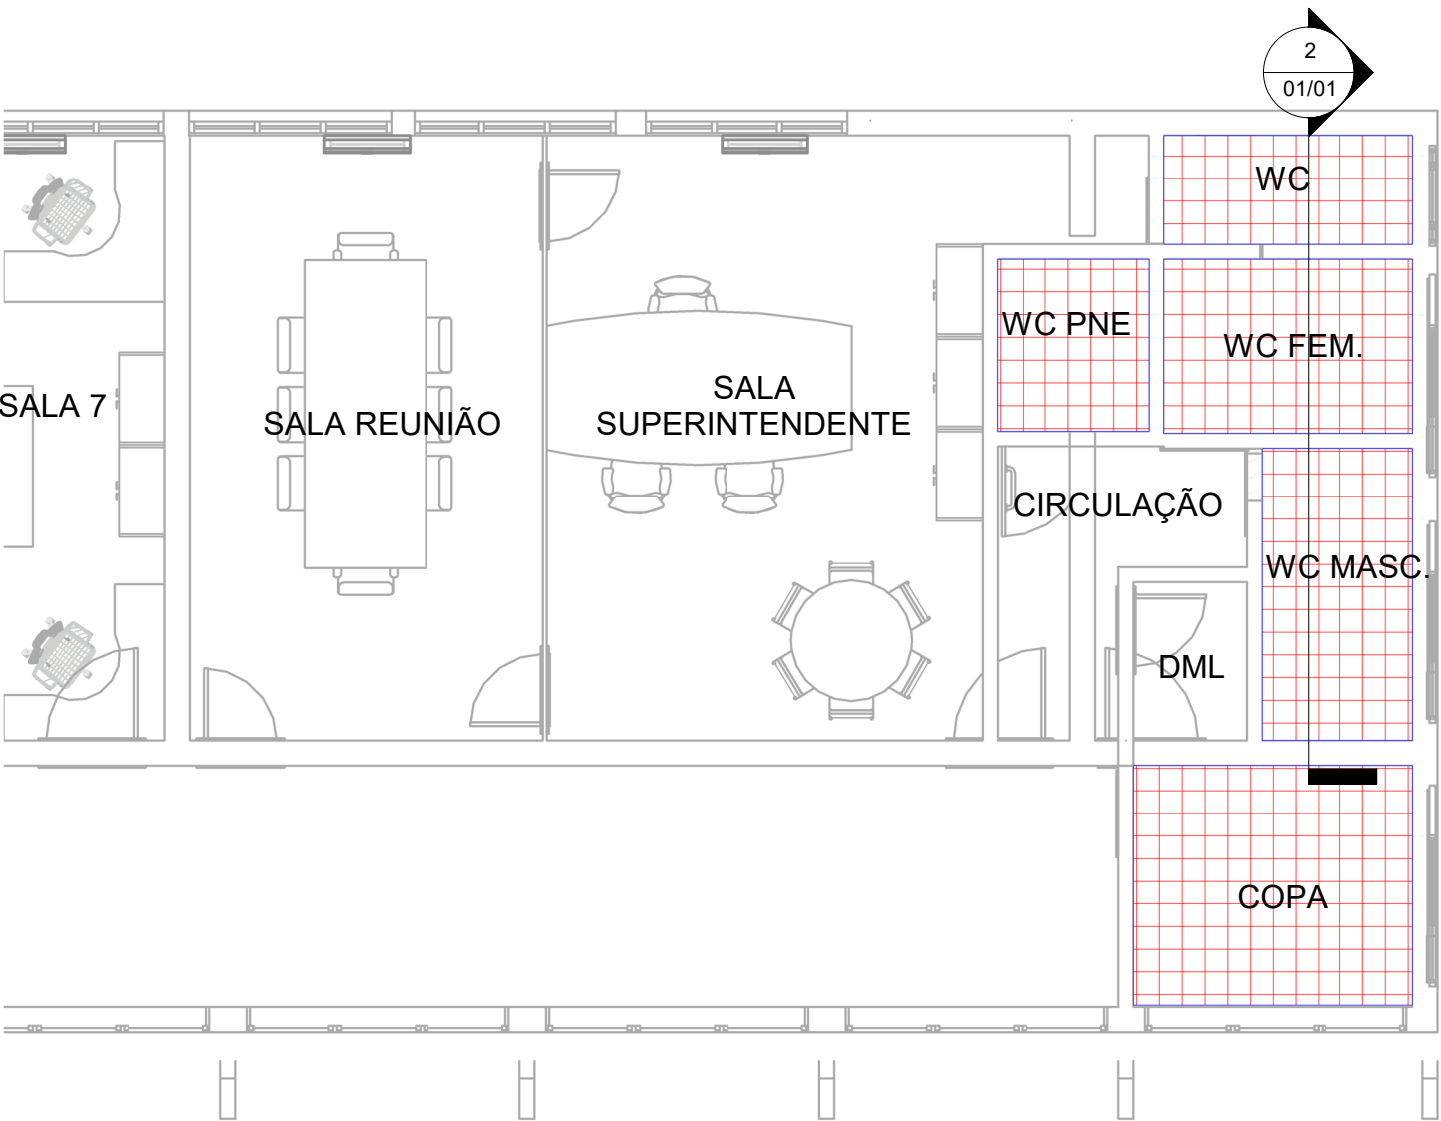 2
01/01
WC
WC PNE
WC FEM.
SALA 7
SALA REUNIÃO
SALA
SUPERINTENDENTE
CIRCULAÇÃO
WC MASC.
DML
COPA